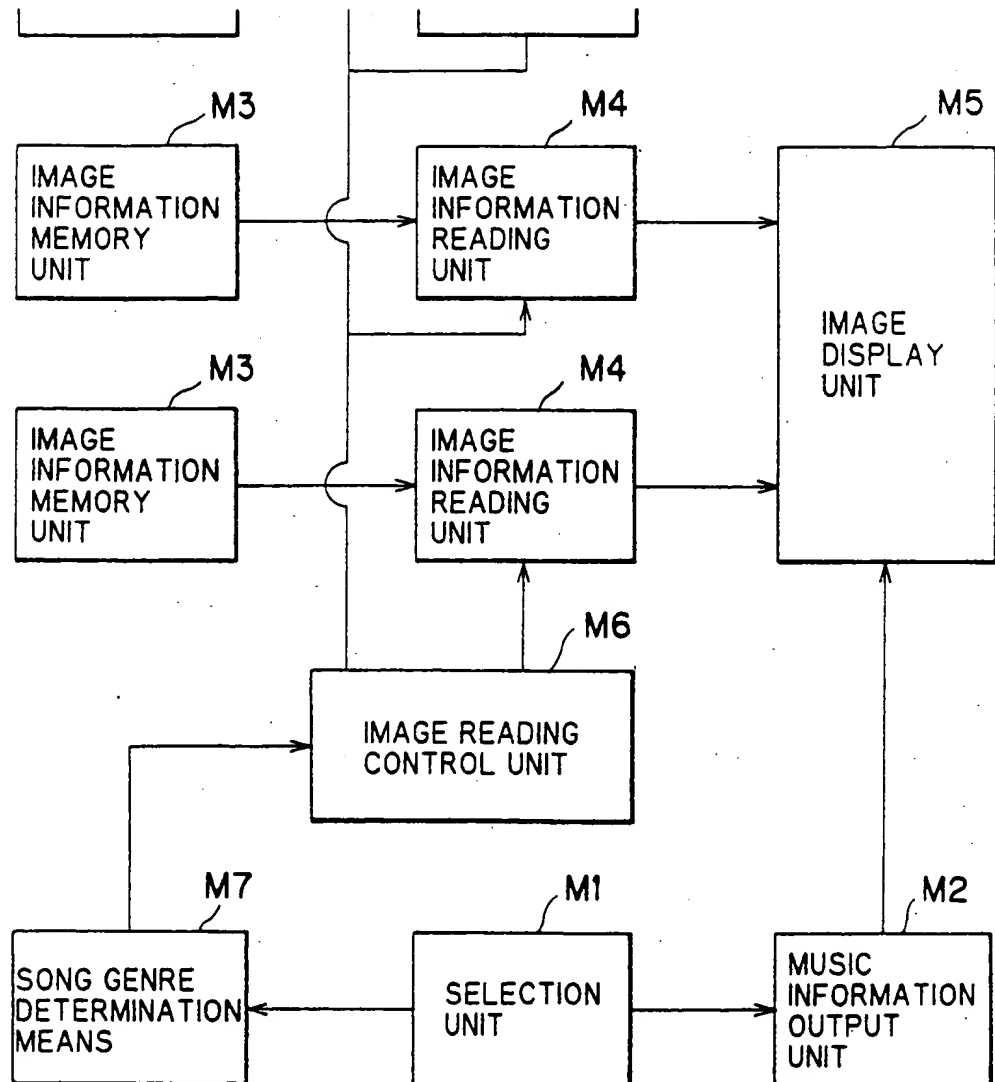 M3
M4
M5
IMAGE
INFORMATION
MEMORY
UNIT
IMAGE
INFORMATION
READING
UNIT
IMAGE
DISPLAY
UNIT
M3
M4
IMAGE
INFORMATION
MEMORY
UNIT
IMAGE
INFORMATION
READING
UNIT
M6
IMAGE READING
CONTROL UNIT
M7
M1
M2
SONG GENRE
DETERMINATION
MEANS
SELECTION
UNIT
MUSIC
INFORMATION
OUTPUT
UNIT